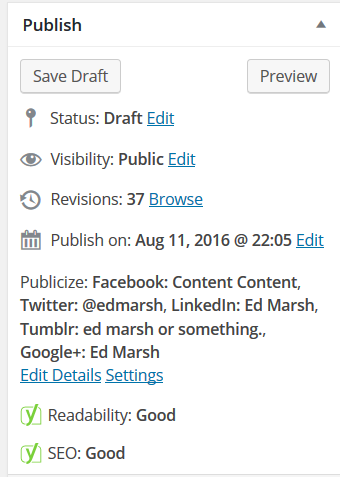 Publish
Save Draft
Preview
Status: Draft Edit
Visibility: Public Edit
Revisions: 37 Browse
Publish on: Aug 11, 2016 @ 22:05 Edit
Publicize: Facebook: Content Content,
Twitter: @edmarsh, LinkedIn: Ed Marsh,
Tumblr: ed marsh or something.,
Google+: Ed Marsh
Edit Details Settings
Readability: Good
SEO: Good